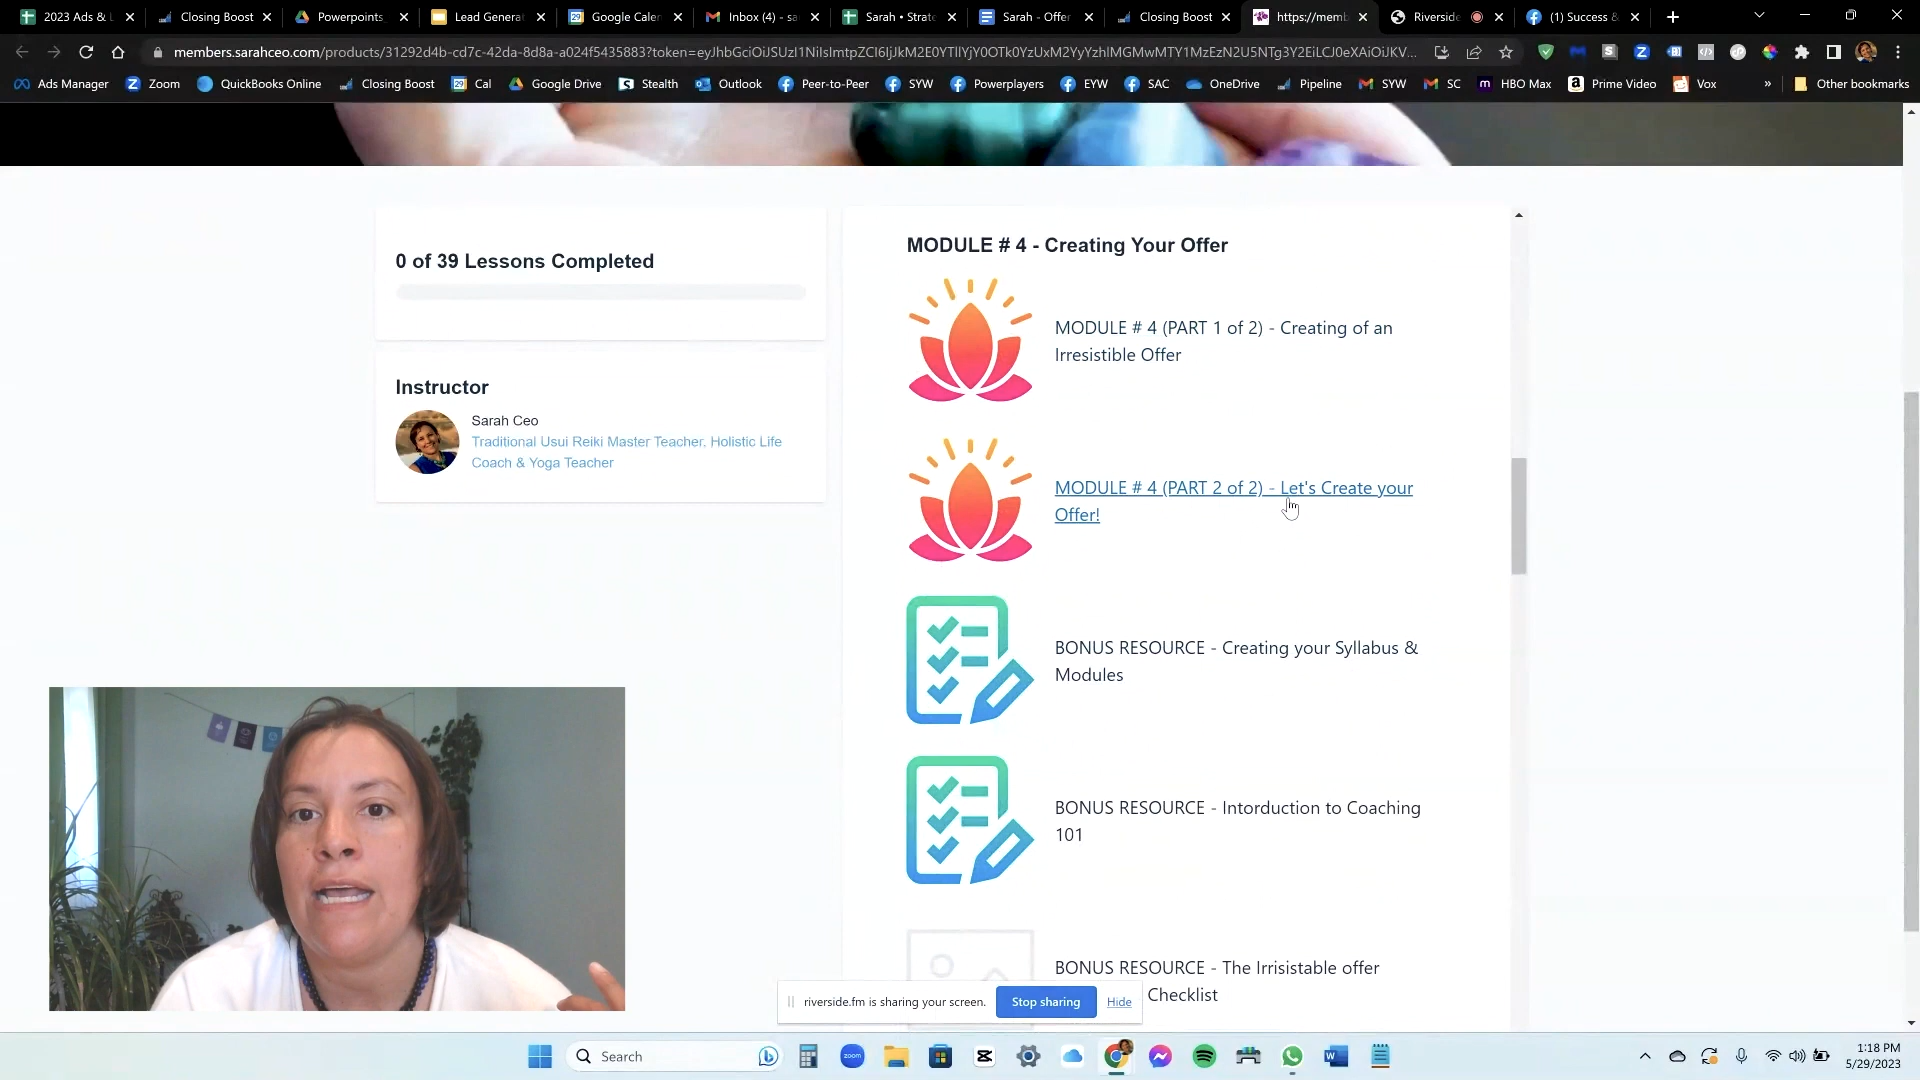 2023 Ads & L
Closing Boost
Powerpoints
Lead Genera
Google Caler
Inbox (4) - sa
Sarah • Strate
Sarah - Offer
Closing Boost
https://memb
Riverside
(1) Success &
members.sarahceo.com/products/31292d4b-cd7c-42da-8d8a-a024f5435883?token=
Ads Manager
Zoom
QuickBooks Online
Closing Boost
Cal
Google Drive
Stealth
Outlook
Peer-to-Peer
SYW
Powerplayers
EYW
SAC
OneDrive
Pipeline
SYW
SC
HBO Max
Prime Video
Vox
»
Other bookmarks
0 of 39 Lessons Completed
Instructor
Sarah Ceo
Traditional Usui Reiki Master Teacher. Holistic Life
Coach & Yoga Teacher
MODULE # 4 - Creating Your Offer
MODULE # 4 (PART 1 of 2) - Creating of an
Irresistible Offer
MODULE # 4 (PART 2 of 2) - Let's Create your
Offer!
BONUS RESOURCE - Creating your Syllabus &
Modules
BONUS RESOURCE - Intorduction to Coaching
101
BONUS RESOURCE - The Irrisistable offer
Checklist
riverside.fm is sharing your screen.
Stop sharing
Hide
Search
zoom
1:18 PM
5/29/2023